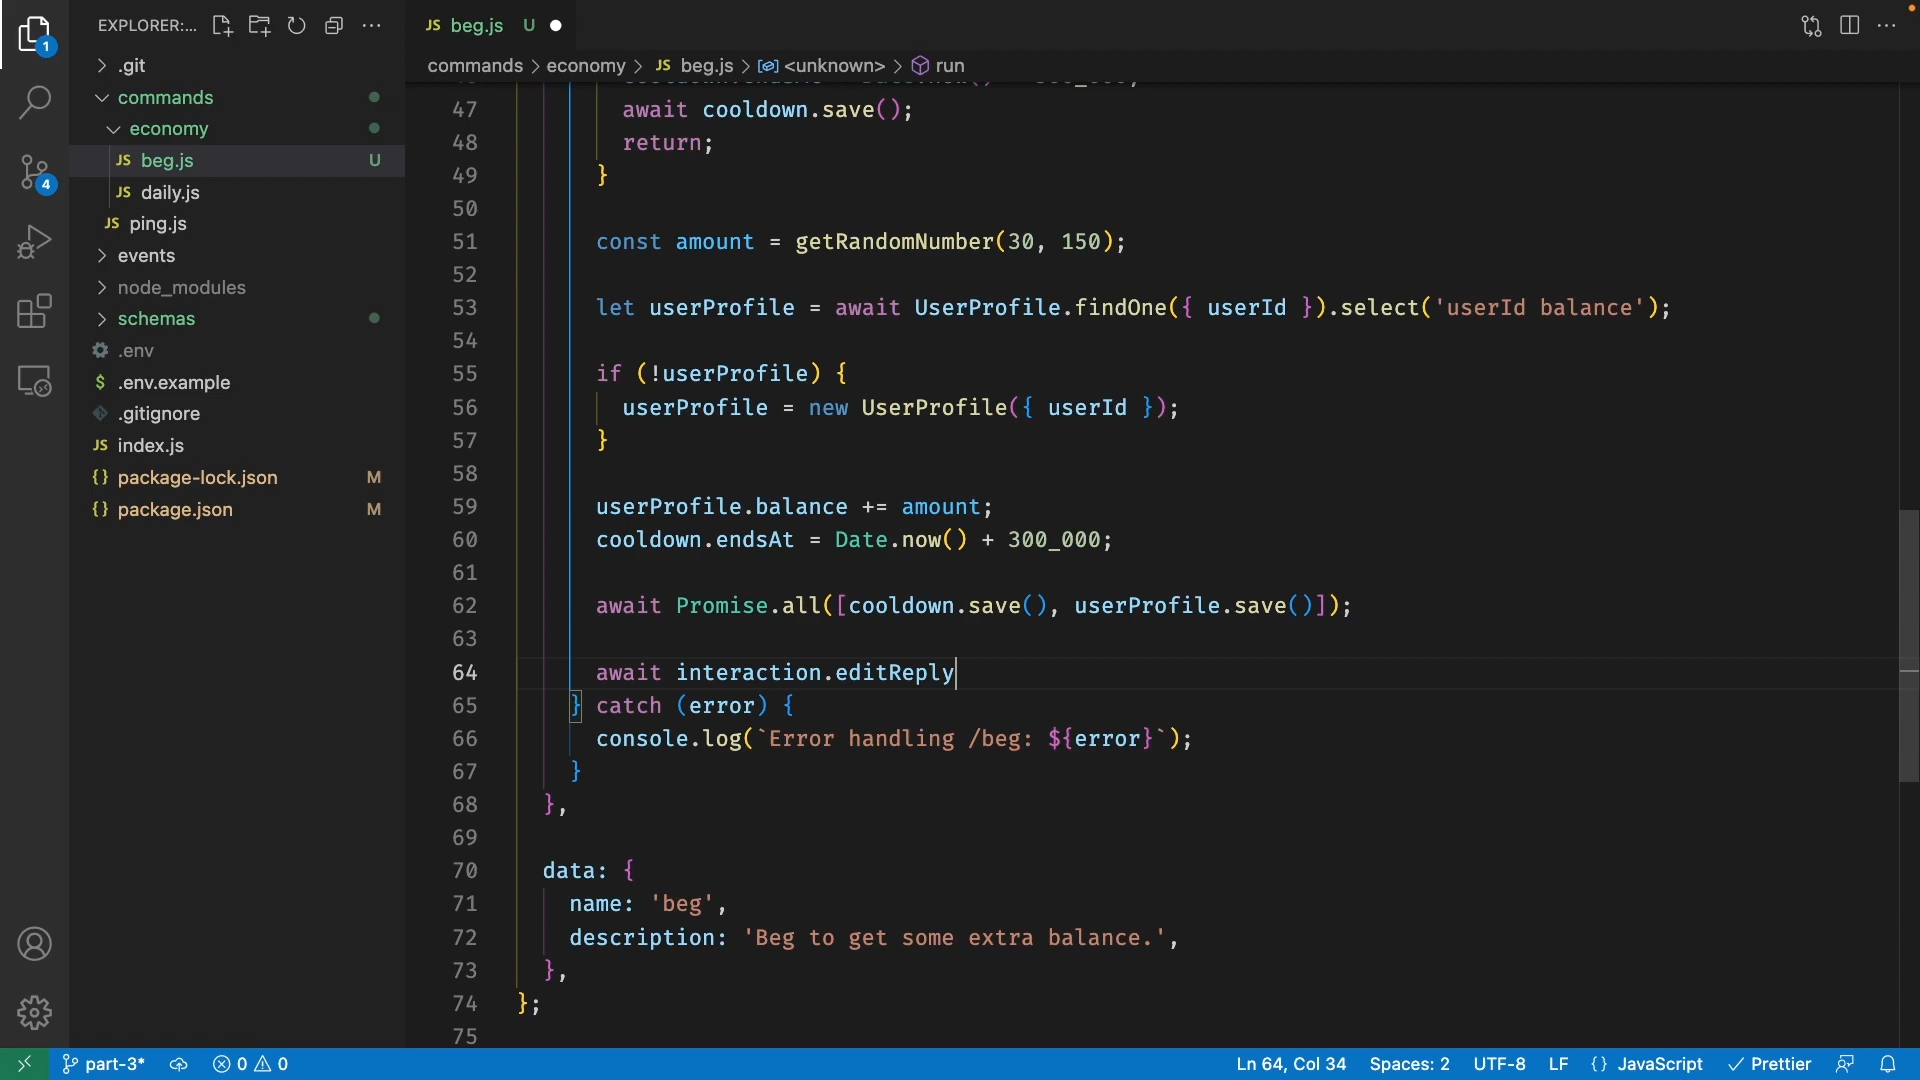 EXPLORER:...
JS beg.js U
commands > economy > JS beg.js > <unknown> > run
1
.git
commands
economy
JS beg.js U
JS daily.js
JS ping.js
events
node_modules
schemas
.env
$ .env.example
.gitignore
JS index.js
{} package-lock.json M
{} package.json M
4
47 await cooldown.save();
48 return;
49 }
50
51 const amount = getRandomNumber(30, 150);
52
53 let userProfile = await UserProfile.findOne({ userId }).select('userId balance');
54
55 if (!userProfile) {
56 userProfile = new UserProfile({ userId });
57 }
58
59 userProfile.balance += amount;
60 cooldown.endsAt = Date.now() + 300_000;
61
62 await Promise.all([cooldown.save(), userProfile.save()]);
63
64 await interaction.editReply
65 } catch (error) {
66 console.log(`Error handling /beg: ${error}`);
67 }
68 },
69
70 data: {
71 name: 'beg',
72 description: 'Beg to get some extra balance.',
73 },
74 };
75
part-3* 0 0 Ln 64, Col 34 Spaces: 2 UTF-8 LF {} JavaScript Prettier